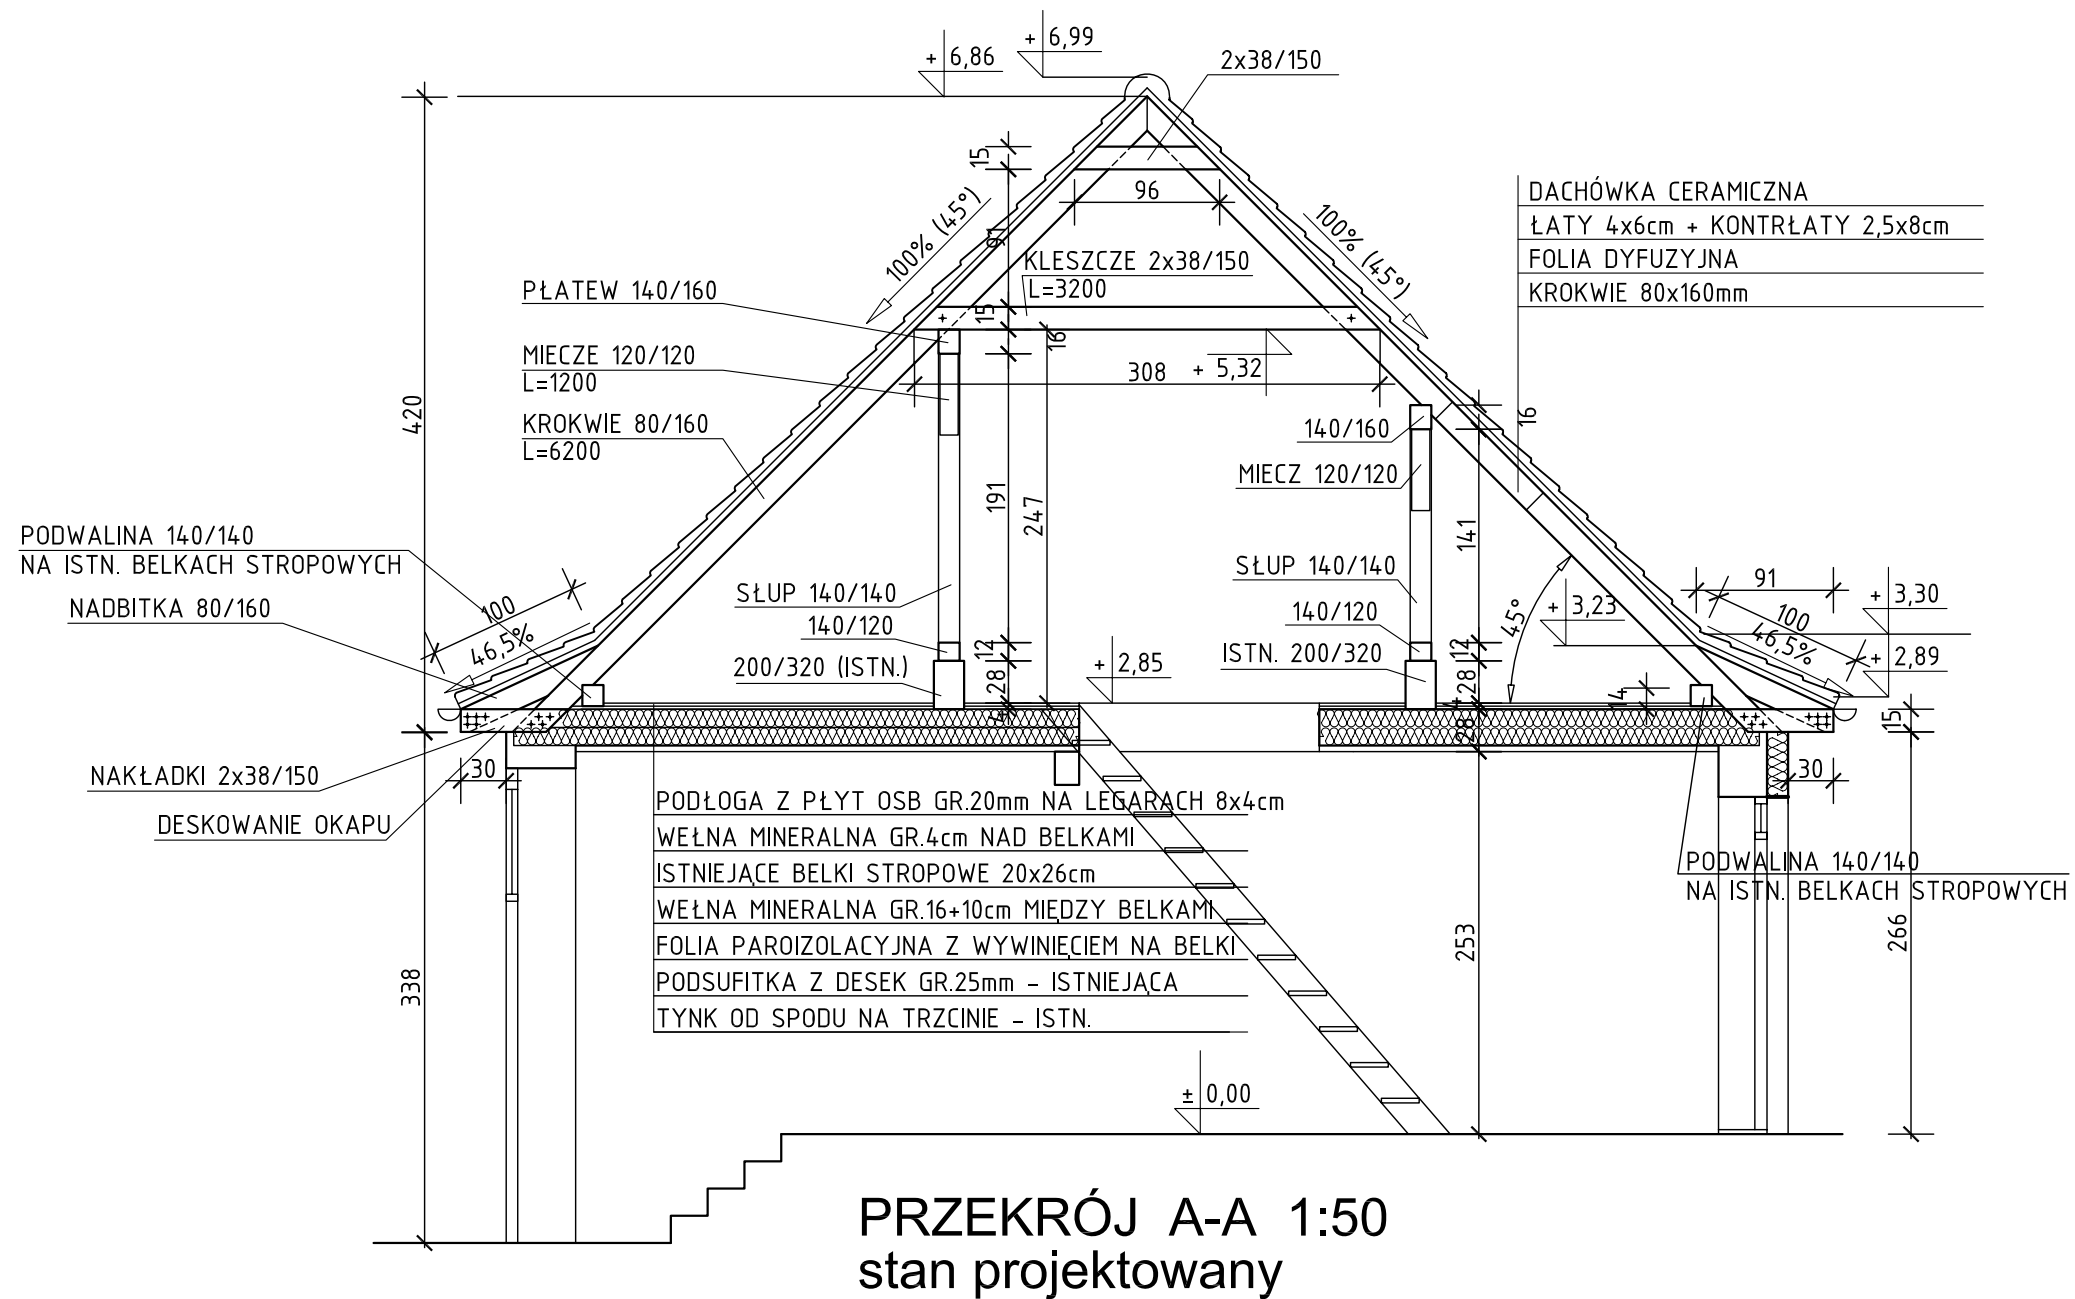 + 6,99
+ 6,86
2x38/150
15
96
100% (45°)
91
100% (45°)
DACHÓWKA CERAMICZNA
ŁATY 4x6cm + KONTRŁATY 2,5x8cm
FOLIA DYFUZYJNA
KROKWIE 80x160mm
KLESZCZE 2x38/150
L=3200
PŁATEW 140/160
15
16
MIECZE 120/120
L=1200
308
+ 5,32
420
KROKWIE 80/160
L=6200
140/160
16
MIECZ 120/120
191
247
141
PODWALINA 140/140
NA ISTN. BELKACH STROPOWYCH
NADBITKA 80/160
100
46,5%
SŁUP 140/140
140/120
12
200/320 (ISTN.)
28
4
+ 2,85
SŁUP 140/140
140/120
12
ISTN. 200/320
28
4
28
45°
+ 3,23
91
100
46,5%
+ 3,30
+ 2,89
14
15
NAKŁADKI 2x38/150
30
30
DESKOWANIE OKAPU
PODŁOGA Z PŁYT OSB GR.20mm NA LEGARACH 8x4cm
WEŁNA MINERALNA GR.4cm NAD BELKAMI
ISTNIEJĄCE BELKI STROPOWE 20x26cm
WEŁNA MINERALNA GR.16+10cm MIĘDZY BELKAMI
FOLIA PAROIZOLACYJNA Z WYWINIĘCIEM NA BELKI
PODSUFITKA Z DESEK GR.25mm - ISTNIEJĄCA
TYNK OD SPODU NA TRZCINIE - ISTN.
PODWALINA 140/140
NA ISTN. BELKACH STROPOWYCH
338
253
266
± 0,00
PRZEKRÓJ A-A 1:50
stan projektowany